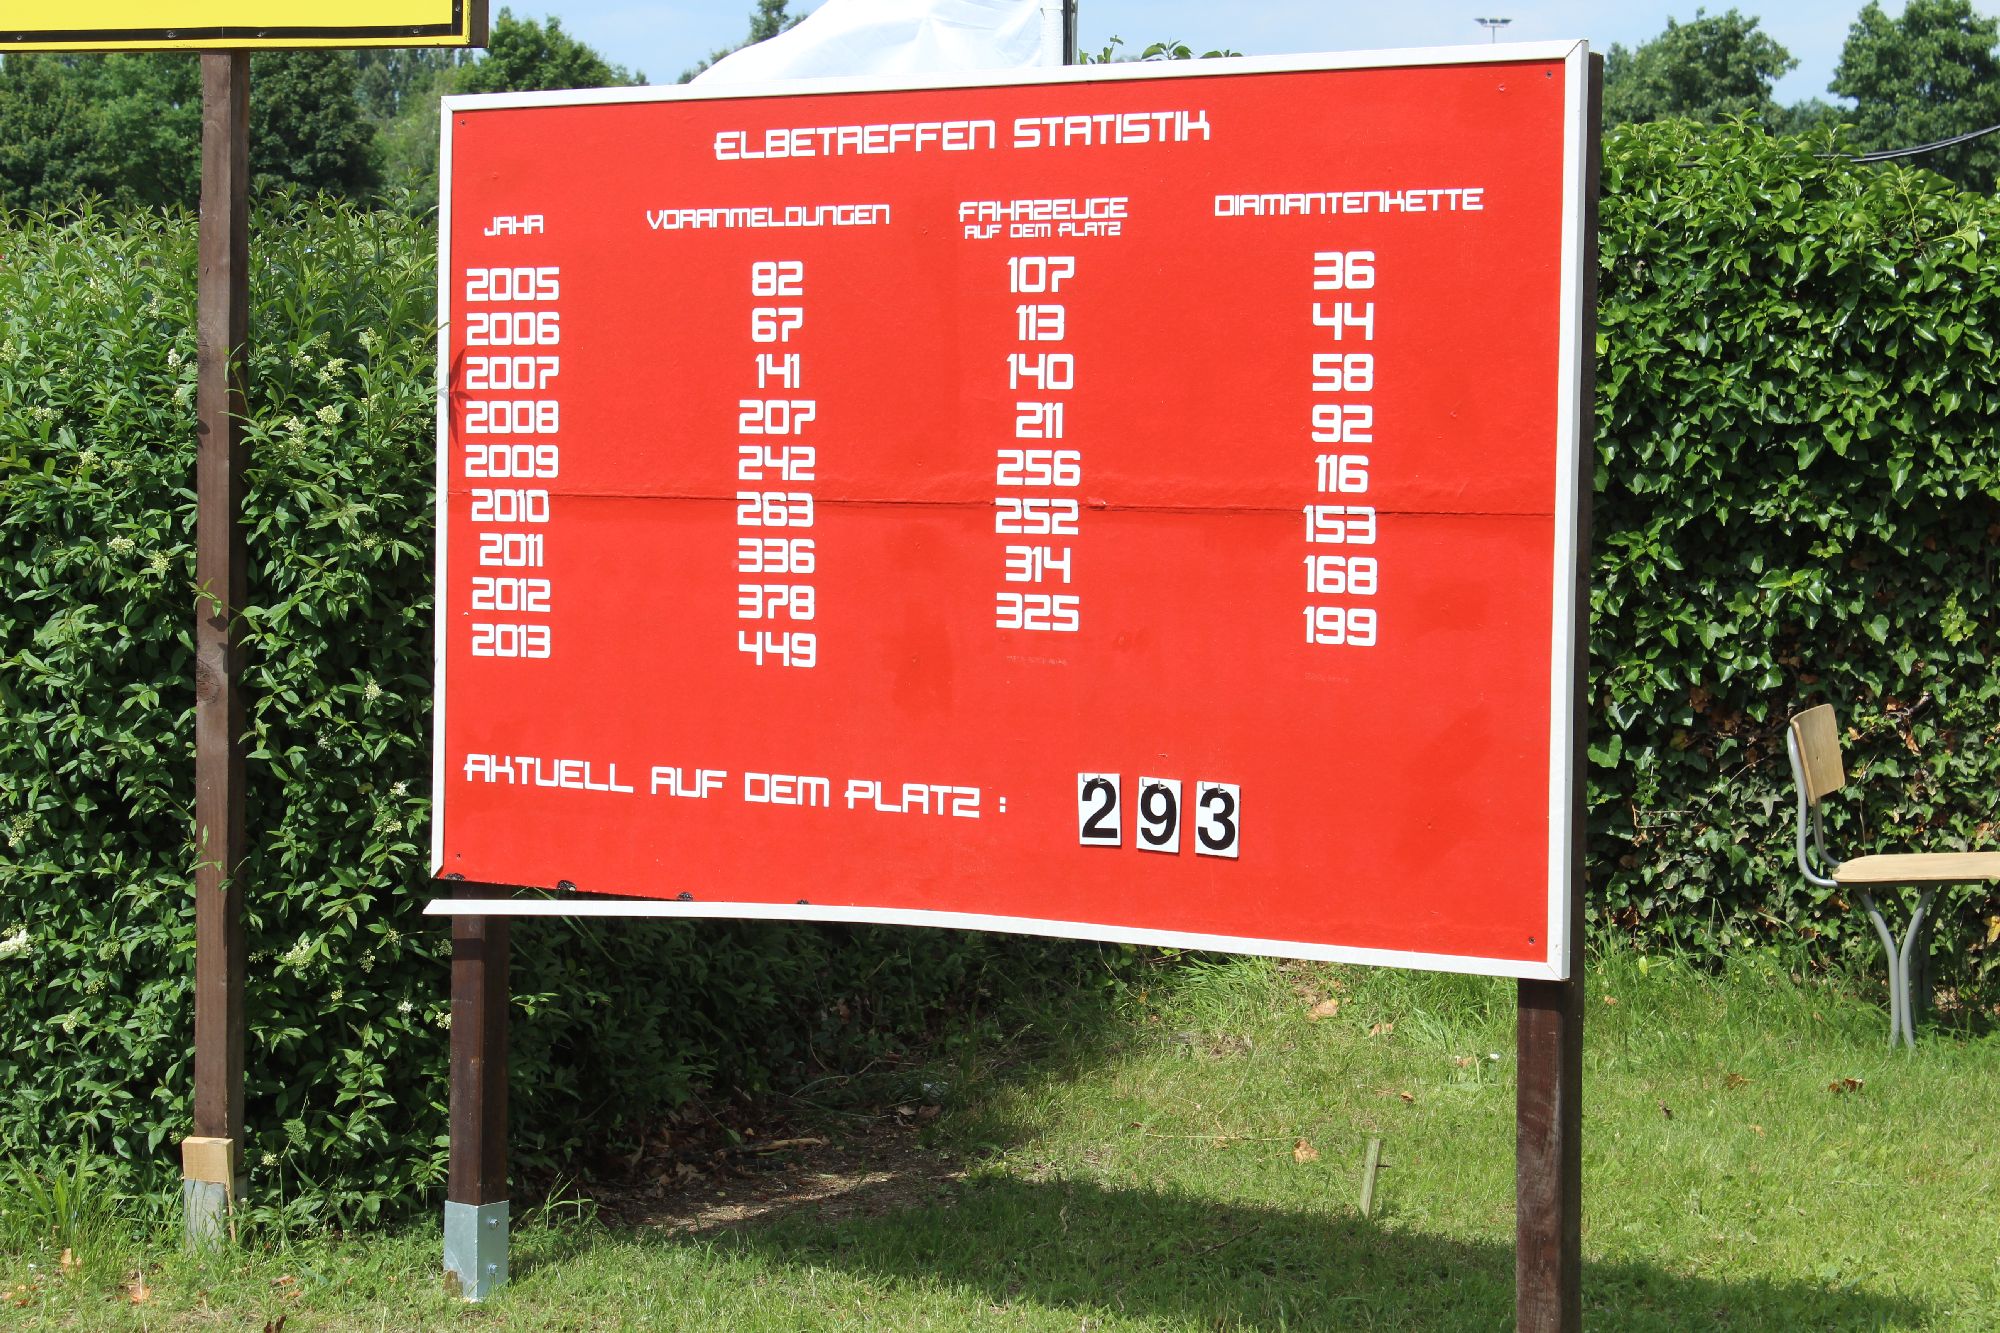 ELBETREFFEN STATISTIK
JAHR VORANMELDUNGEN FAHRZEUGE DIAMANTENKETTE
AUF DEM PLATZ
2005 82 107 36
2006 67 113 44
2007 141 140 58
2008 207 211 92
2009 242 256 116
2010 263 252 153
2011 336 314 168
2012 378 325 199
2013 449
AKTUELL AUF DEM PLATZ : 293